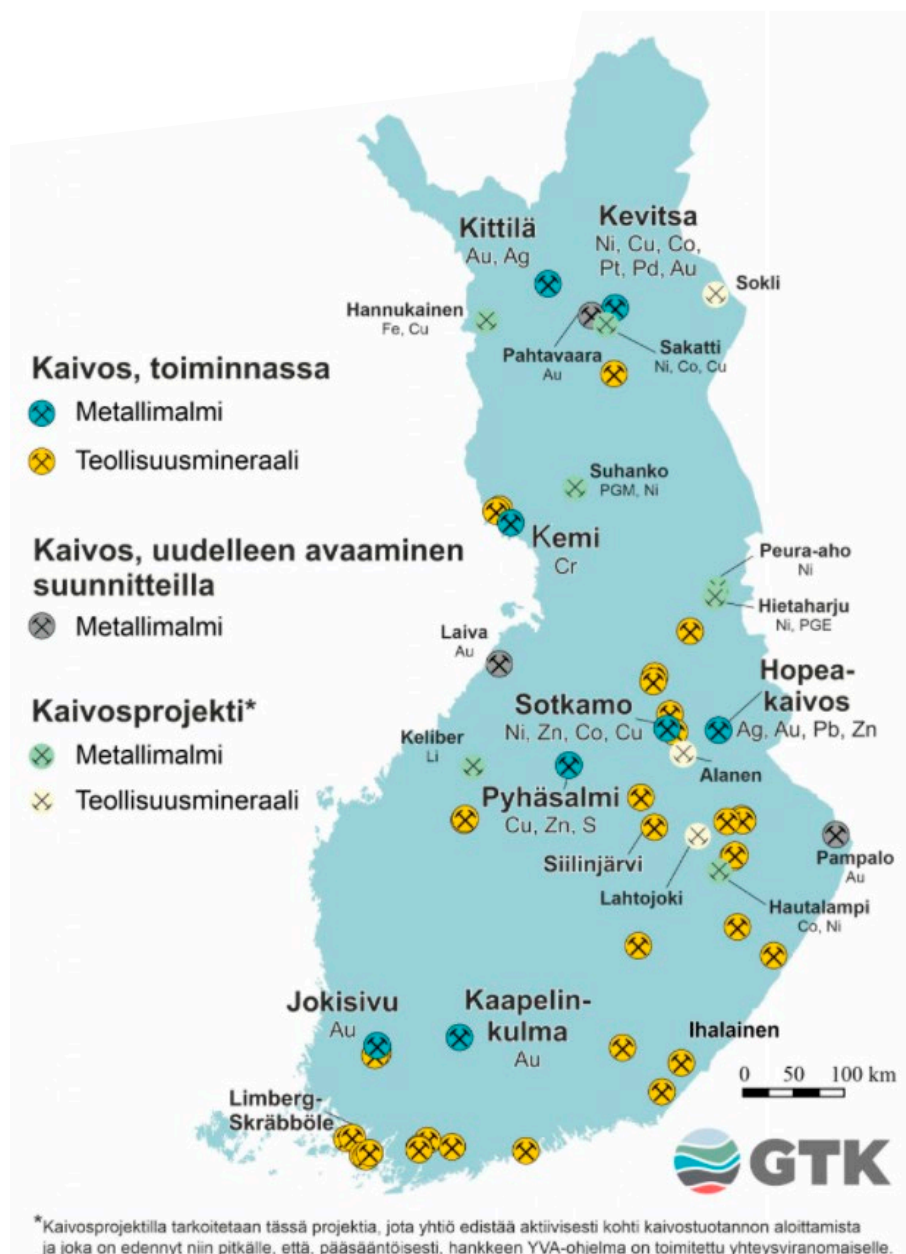 Kittilä
Au, Ag
Kevitsa
Ni, Cu, Co,
Pt, Pd, Au
Sokli
Hannukainen
Fe, Cu
Pahtavaara
Au
Sakatti
Ni, Co, Cu
Kaivos, toiminnassa
Metallimalmi
Teollisuusmineraali
Suhanko
PGM, Ni
Kemi
Cr
Kaivos, uudelleen avaaminen
suunnitteilla
Metallimalmi
Peura-aho
Ni
Hietaharju
Ni, PGE
Laiva
Au
Kaivosprojekti*
Metallimalmi
Teollisuusmineraali
Sotkamo
Ni, Zn, Co, Cu
Hopea-
kaivos
Ag, Au, Pb, Zn
Keliber
Li
Alanen
Pyhäsalmi
Cu, Zn, S
Siilinjärvi
Lahtojoki
Pampalo
Au
Hautalampi
Co, Ni
Jokisivu
Au
Kaapelin-
kulma
Au
Ihalainen
0 50 100 km
Limberg-
Skräbböle
GTK
*Kaivosprojektilla tarkoitetaan tässä projektia, jota yhtiö edistää aktiivisesti kohti kaivostuotannon aloittamista
ja joka on edennyt niin pitkälle, että, pääsääntöisesti, hankkeen YVA-ohjelma on toimitettu yhteysviranomaiselle.